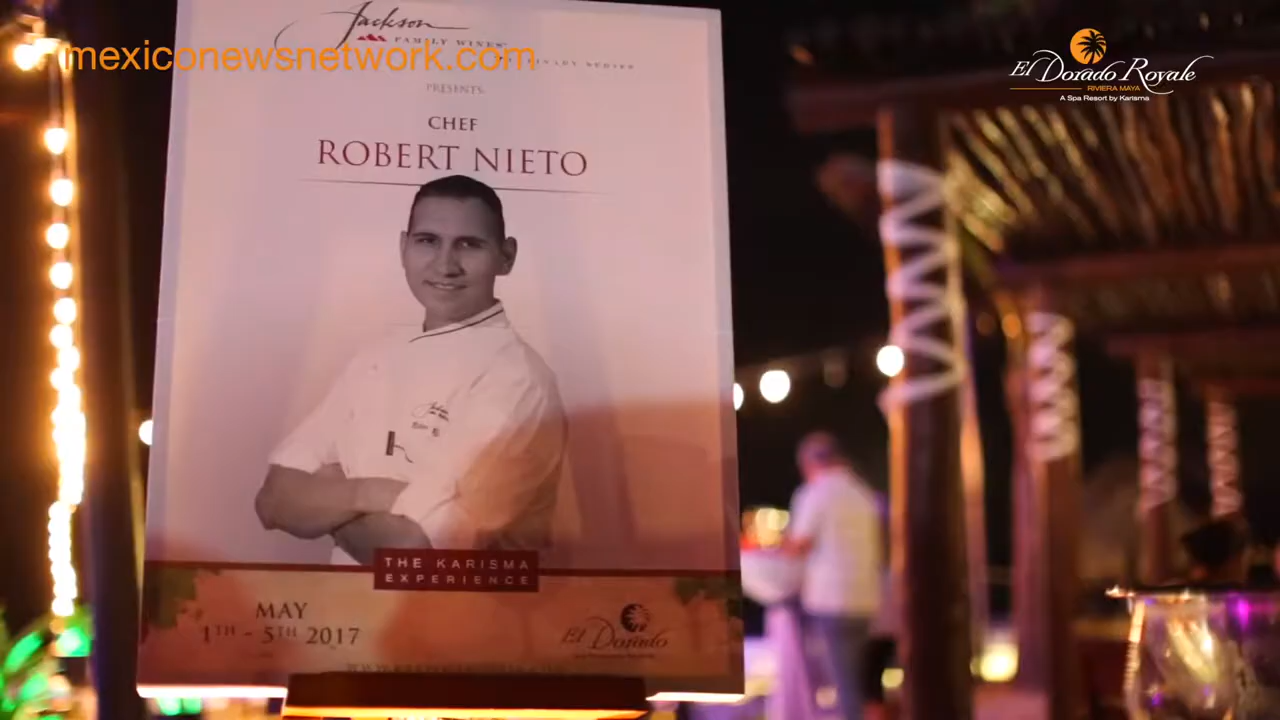 Jackson
FAMILY WINES
mexiconewsnetwork.com
PRESENTS:
CHEF
ROBERT NIETO
THE KARISMA
EXPERIENCE
MAY
1TH - 5TH 2017
El Dorado
El Dorado Royale
RIVIERA MAYA
A Spa Resort by Karisma